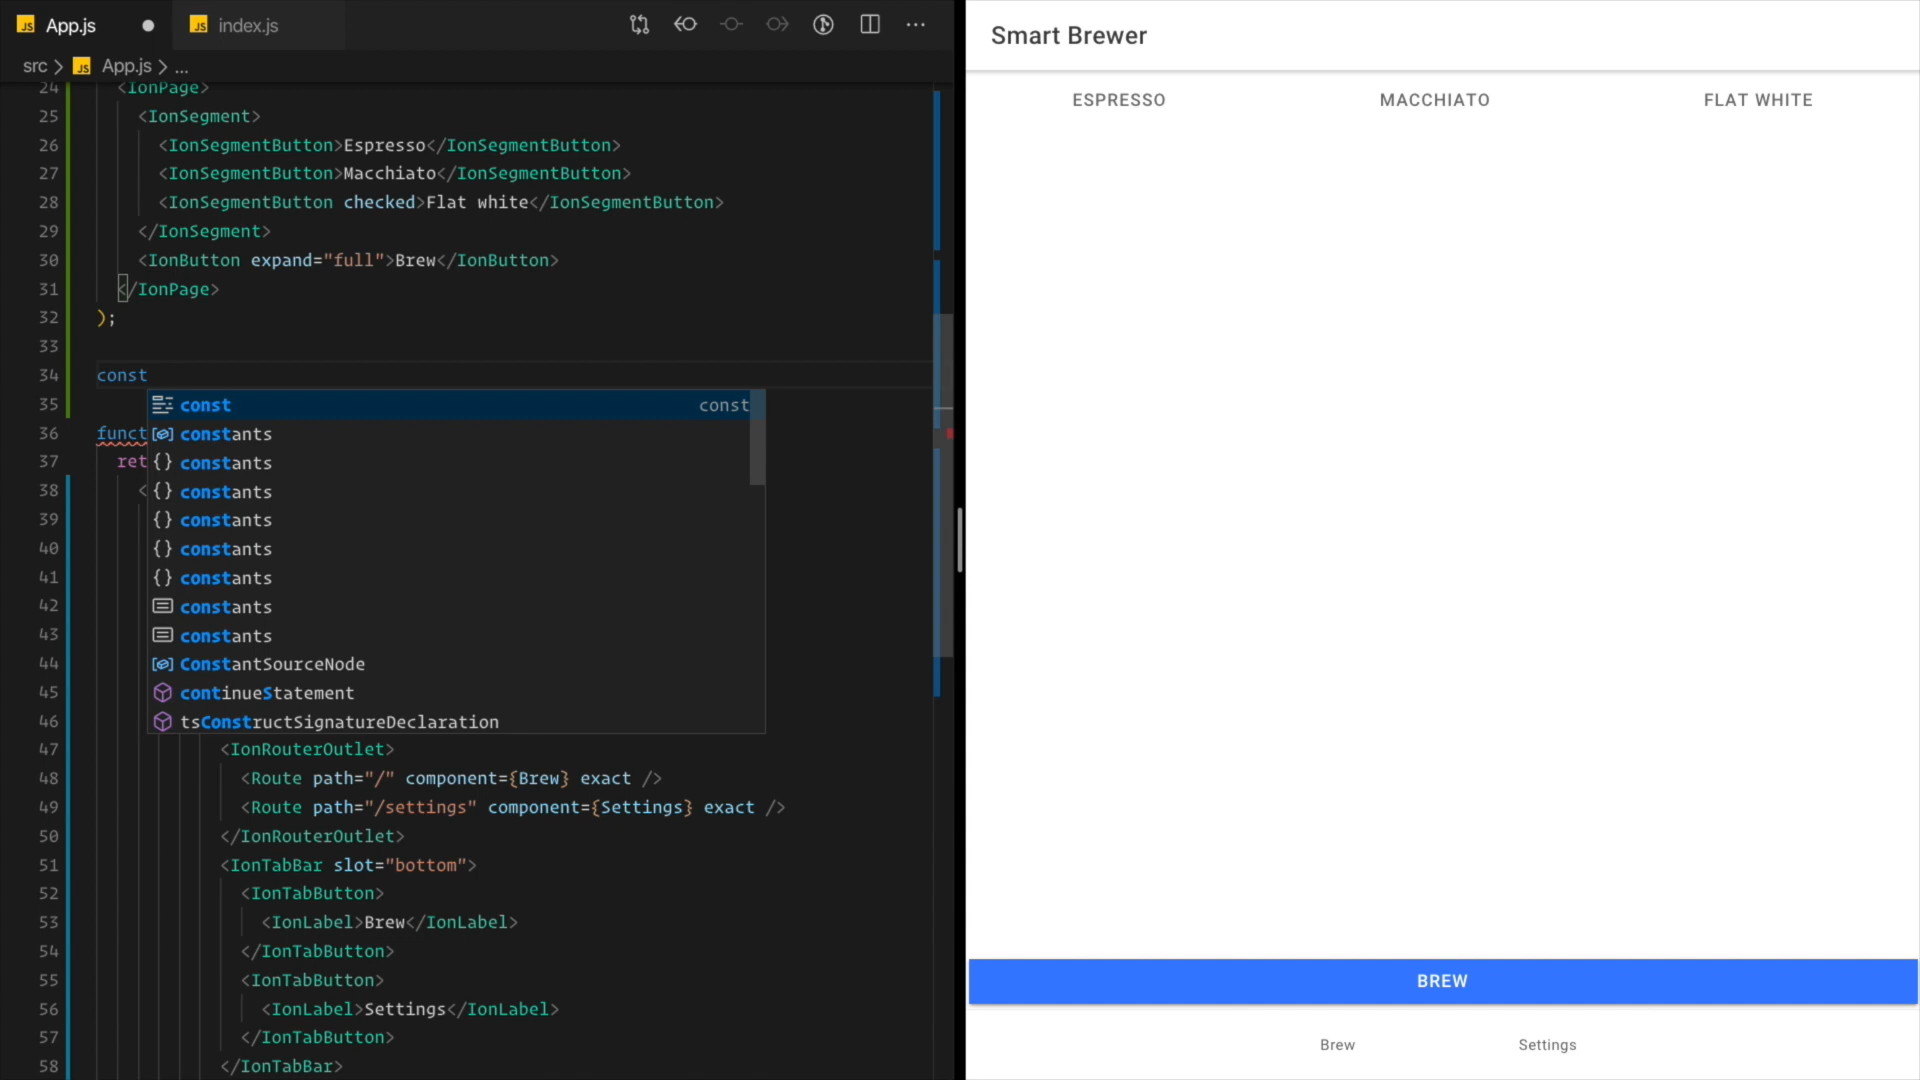 JS App.js ● JS index.js
src > JS App.js > ...
24 <IonPage>
25 <IonSegment>
26 <IonSegmentButton>Espresso</IonSegmentButton>
27 <IonSegmentButton>Macchiato</IonSegmentButton>
28 <IonSegmentButton checked>Flat white</IonSegmentButton>
29 </IonSegment>
30 <IonButton expand="full">Brew</IonButton>
31 </IonPage>
32 );
33
34 const
35 const const
36 funct constants
37 ret {} constants
38 < {} constants
39 {} constants
40 {} constants
41 {} constants
42 constants
43 constants
44 ConstantSourceNode
45 continueStatement
46 tsConstructSignatureDeclaration
47 <IonRouterOutlet>
48 <Route path="/" component={Brew} exact />
49 <Route path="/settings" component={Settings} exact />
50 </IonRouterOutlet>
51 <IonTabBar slot="bottom">
52 <IonTabButton>
53 <IonLabel>Brew</IonLabel>
54 </IonTabButton>
55 <IonTabButton>
56 <IonLabel>Settings</IonLabel>
57 </IonTabButton>
58 </IonTabBar>
Smart Brewer
ESPRESSO MACCHIATO FLAT WHITE
BREW
Brew Settings